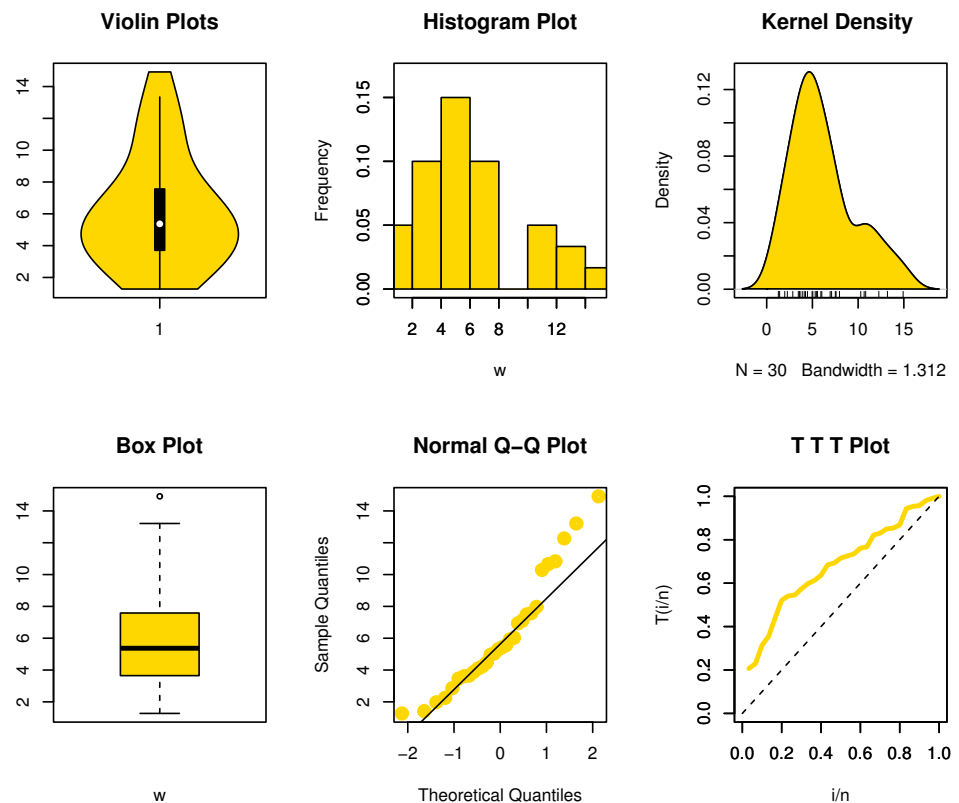 Violin Plots
2 4 6 8 10 14
1
Histogram Plot
Frequency
0.00 0.05 0.10 0.15
2 4 6 8 12
w
Kernel Density
Density
0.00 0.04 0.08 0.12
0 5 10 15
N = 30 Bandwidth = 1.312
Box Plot
2 4 6 8 10 14
w
Normal Q−Q Plot
Sample Quantiles
2 4 6 8 10 14
−2 −1 0 1 2
Theoretical Quantiles
T T T Plot
T(i/n)
0.0 0.2 0.4 0.6 0.8 1.0
0.0 0.2 0.4 0.6 0.8 1.0
i/n